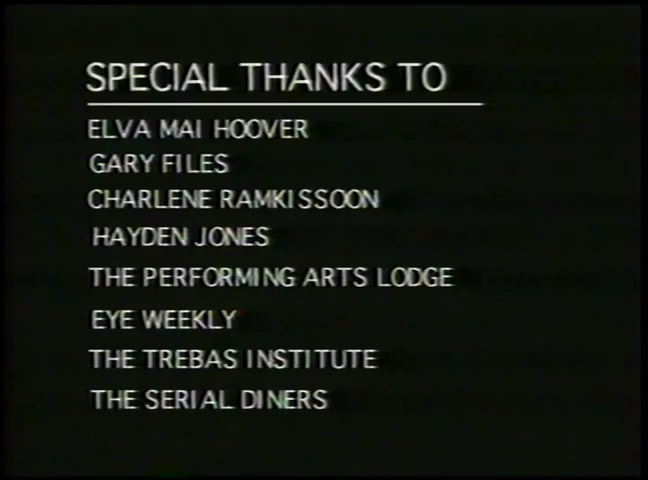 SPECIAL THANKS TO
ELVA MAI HOOVER
GARY FILES
CHARLENE RAMKISSOON
HAYDEN JONES
THE PERFORMING ARTS LODGE
EYE WEEKLY
THE TREBAS INSTITUTE
THE SERIAL DINERS